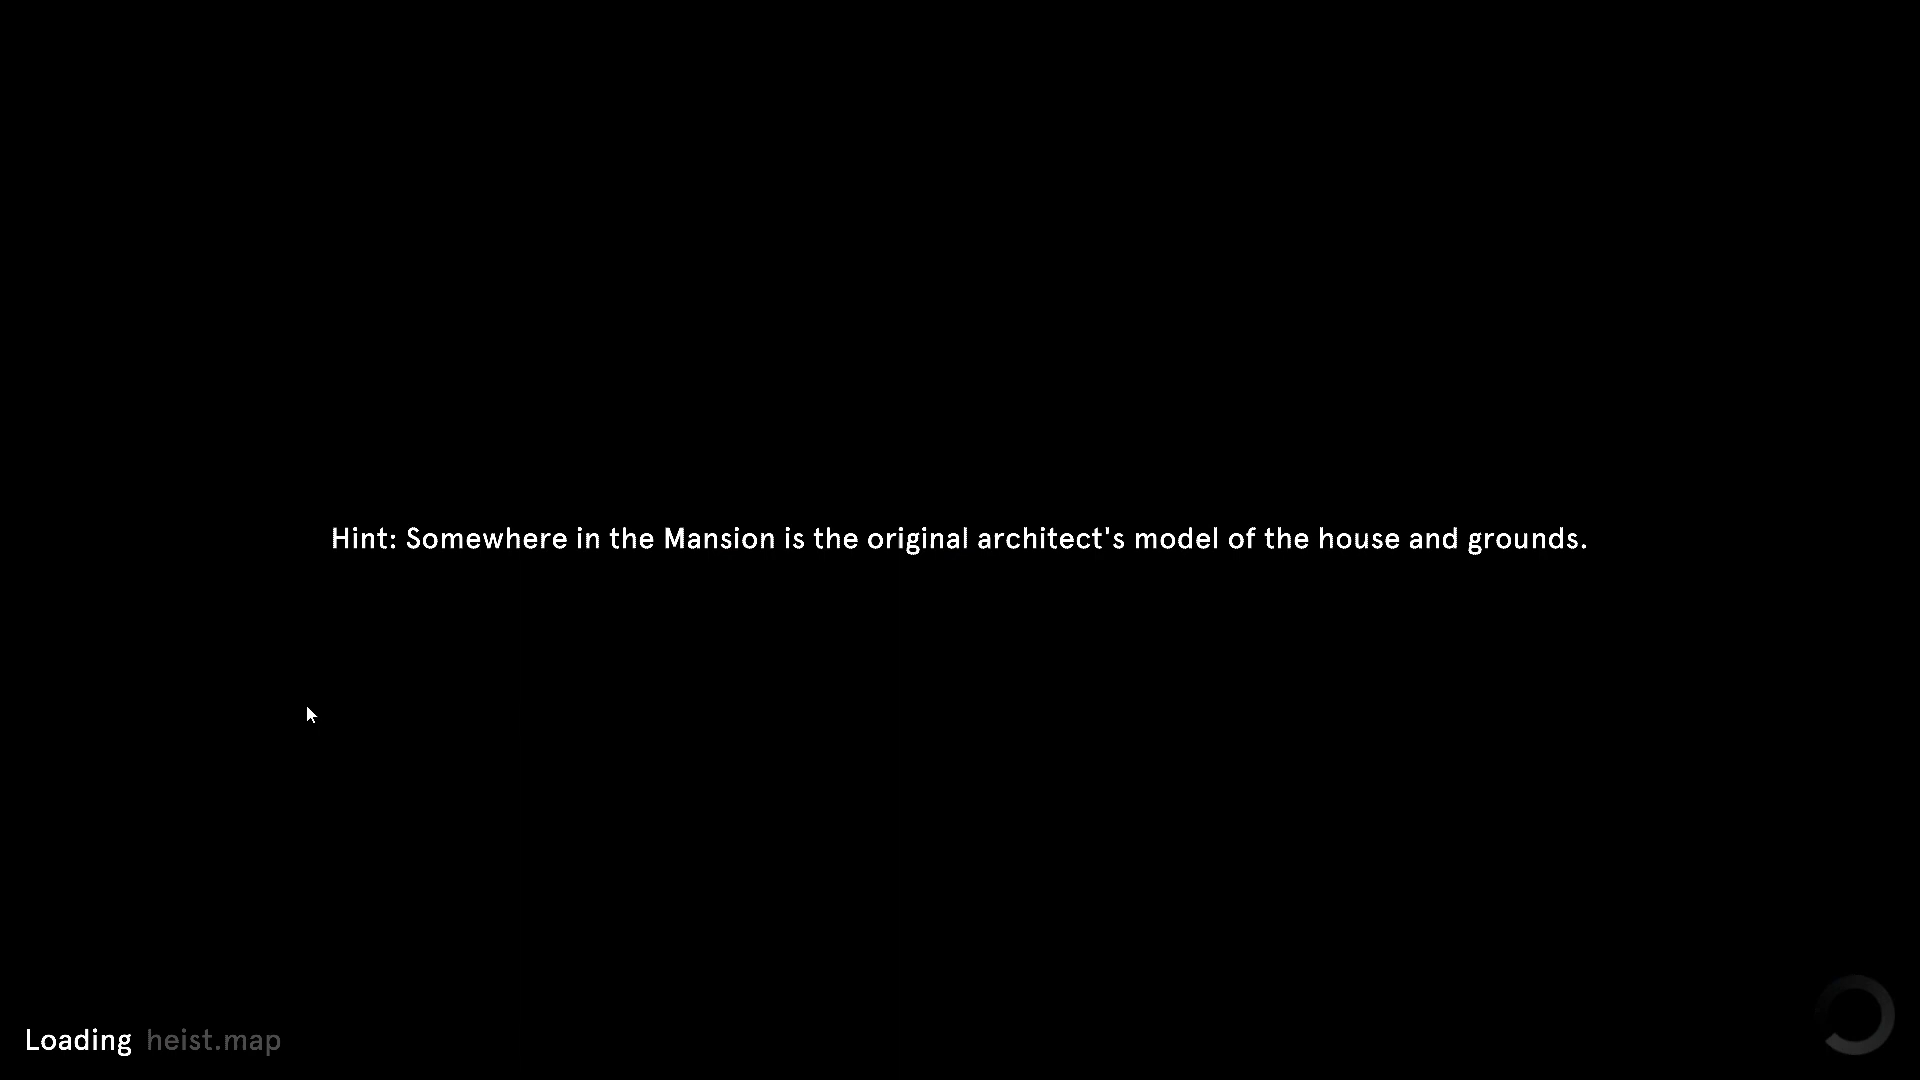 Hint: Somewhere in the Mansion is the original architect's model of the house and grounds.
Loading heist.map